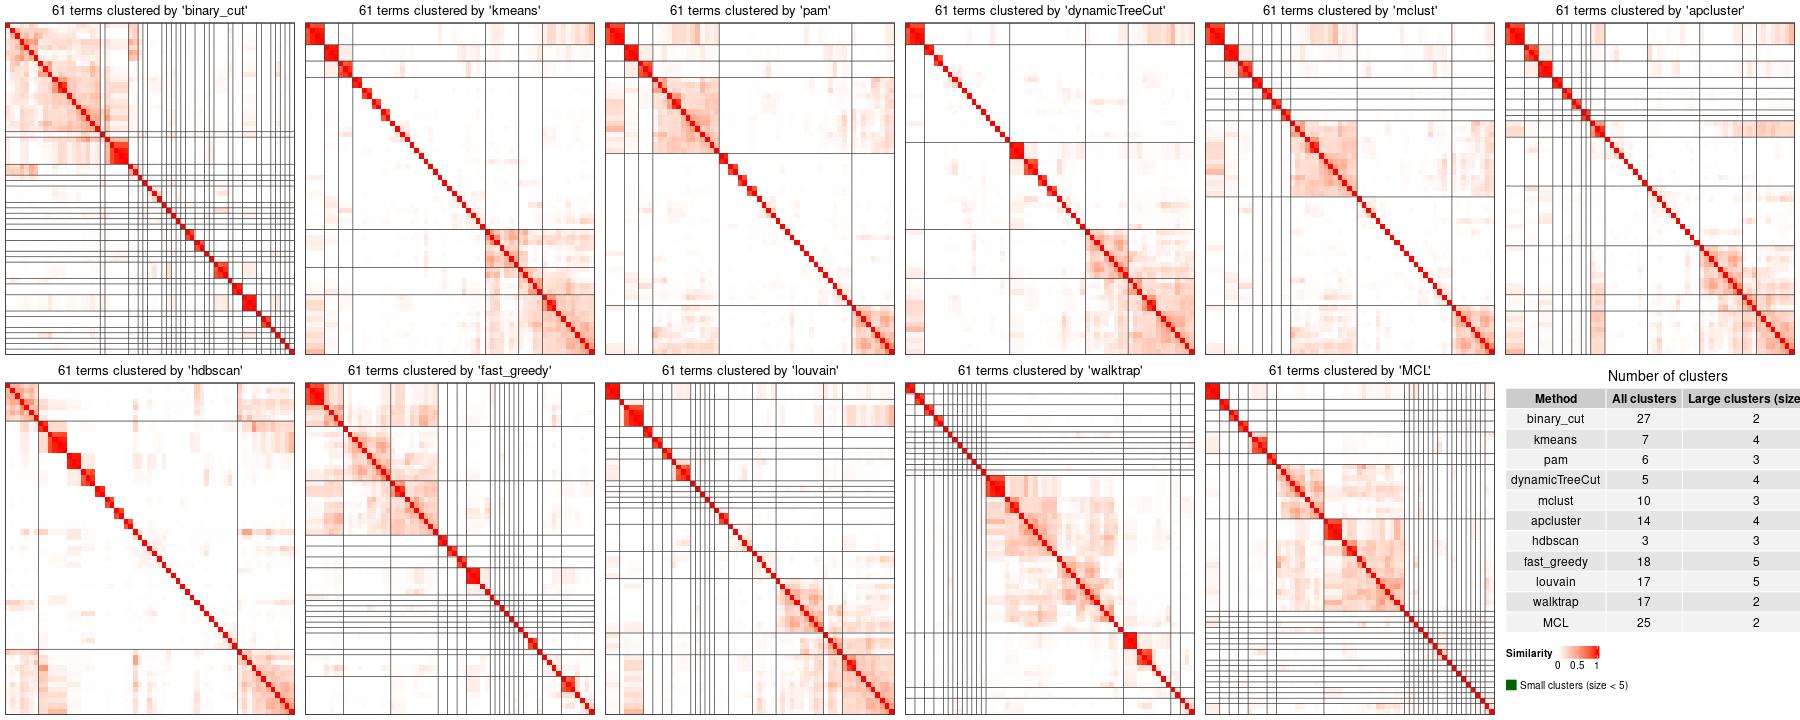 61 terms clustered by 'binary_cut'
61 terms clustered by 'kmeans'
61 terms clustered by 'pam'
61 terms clustered by 'dynamicTreeCut'
61 terms clustered by 'mclust'
61 terms clustered by 'apcluster'
61 terms clustered by 'hdbscan'
61 terms clustered by 'fast_greedy'
61 terms clustered by 'louvain'
61 terms clustered by 'walktrap'
61 terms clustered by 'MCL'
Number of clusters
Method All clusters Large clusters (size
binary_cut 27 2
kmeans 7 4
pam 6 3
dynamicTreeCut 5 4
mclust 10 3
apcluster 14 4
hdbscan 3 3
fast_greedy 18 5
louvain 17 5
walktrap 17 2
MCL 25 2
Similarity
0 0.5 1
Small clusters (size < 5)